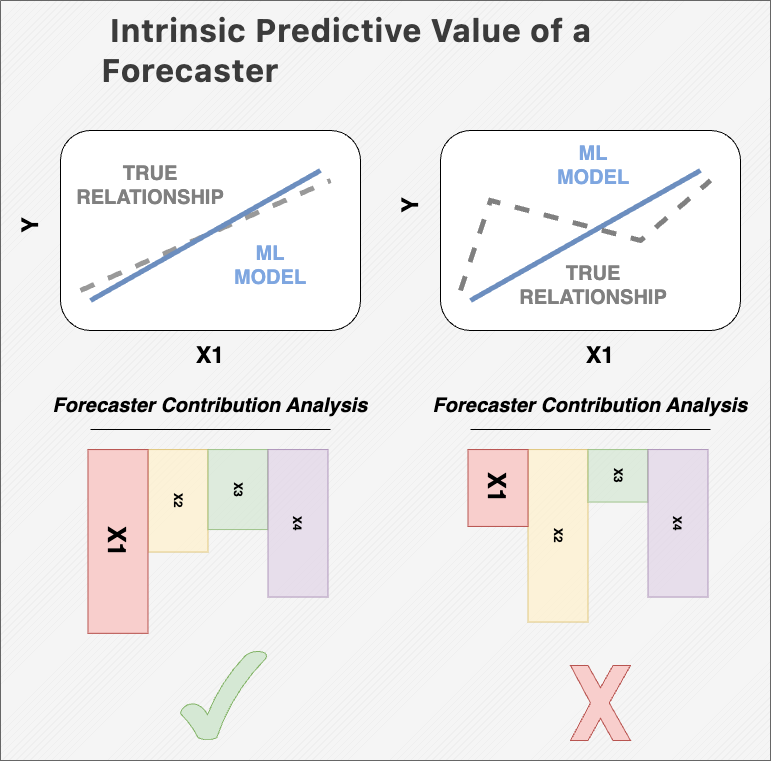 Intrinsic Predictive Value of a
Forecaster
TRUE
RELATIONSHIP
ML
MODEL
Y
X1
ML
MODEL
TRUE
RELATIONSHIP
Y
X1
Forecaster Contribution Analysis
X1
X2
X3
X4
Forecaster Contribution Analysis
X1
X2
X3
X4